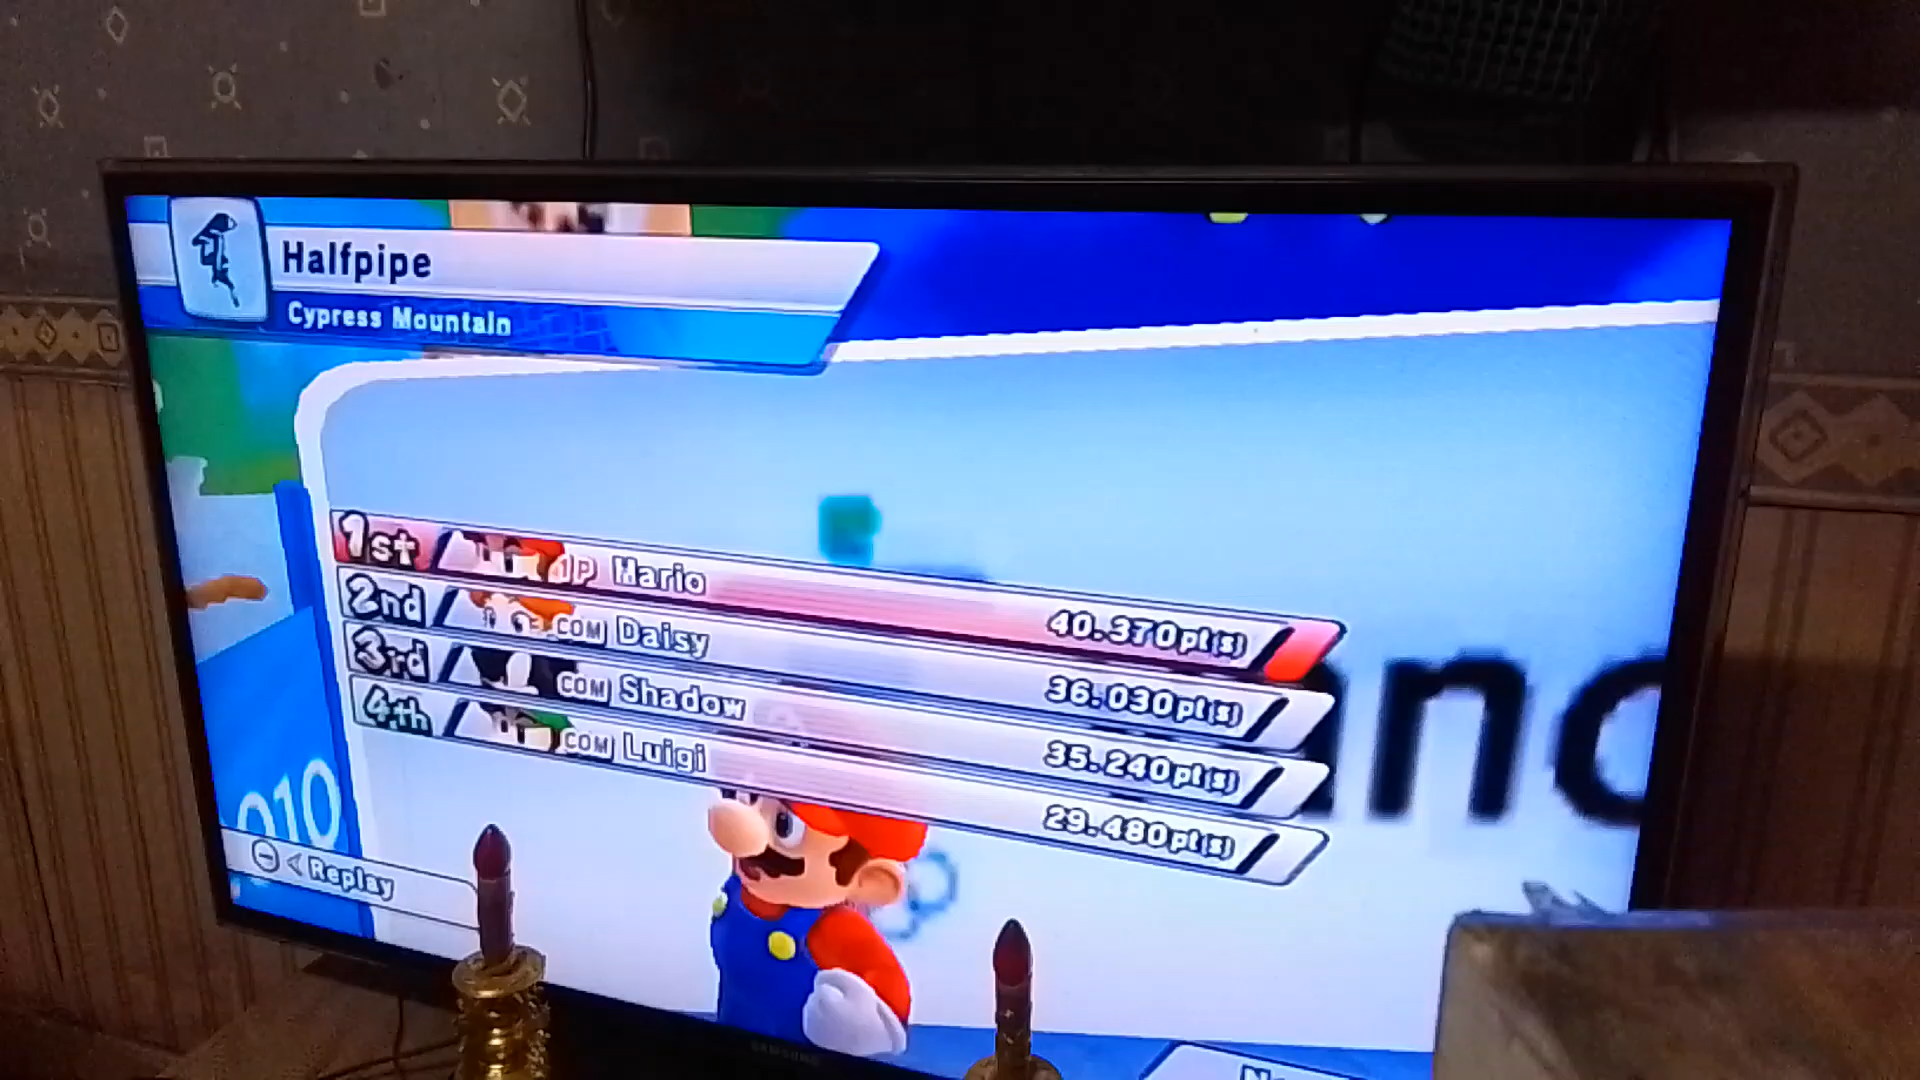 Halfpipe
Cypress Mountain
1st 1P Mario 40.370pt(s)
2nd COM Daisy 36.030pt(s)
3rd COM Shadow 35.240pt(s)
4th COM Luigi 29.480pt(s)
010
Replay
SAMSUNG